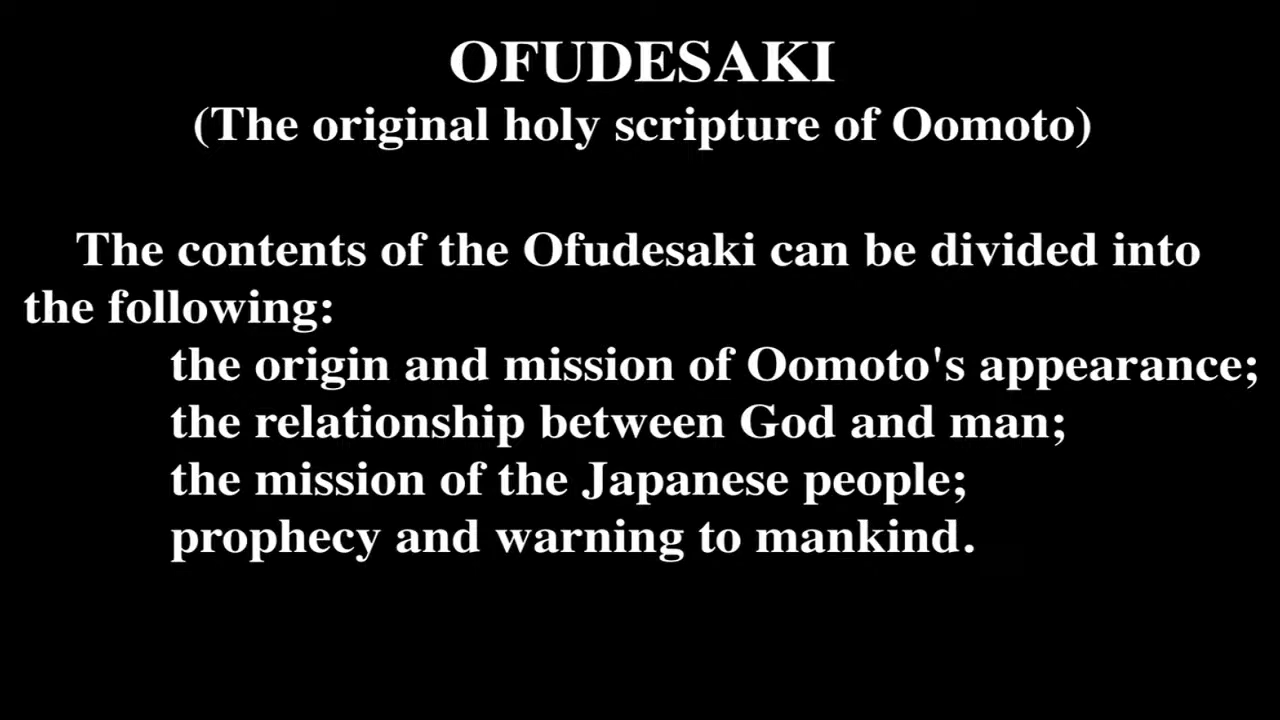 OFUDESAKI
(The original holy scripture of Oomoto)
The contents of the Ofudesaki can be divided into
the following:
the origin and mission of Oomoto's appearance;
the relationship between God and man;
the mission of the Japanese people;
prophecy and warning to mankind.